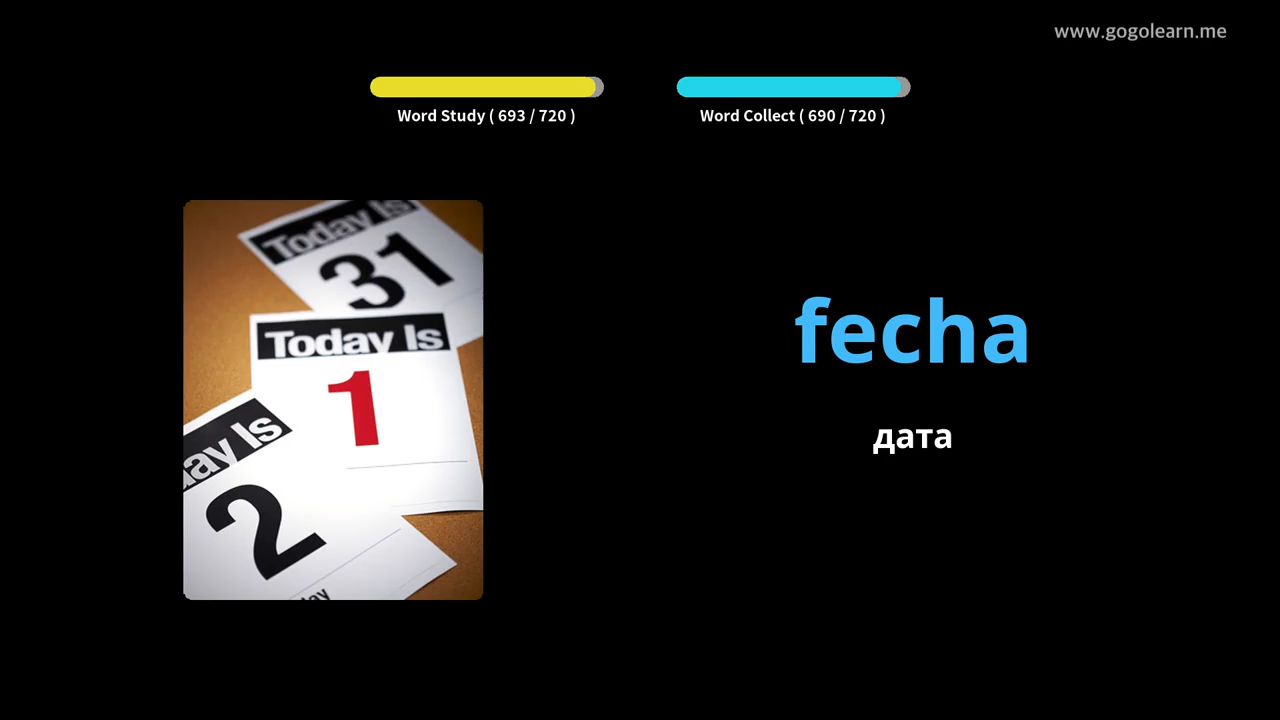 www.gogolearn.me
Word Study ( 693 / 720 )
Word Collect ( 690 / 720 )
Today Is
31
Today Is
1
Is
2
fecha
дата